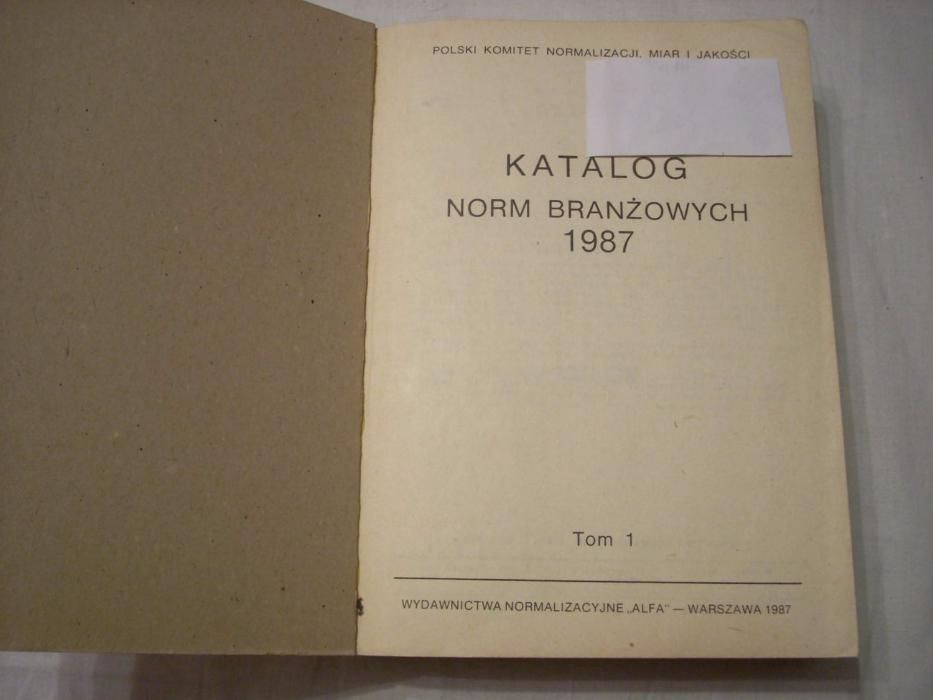 POLSKI KOMITET NORMALIZACJI, MIAR I JAKOŚCI
KATALOG
NORM BRANŻOWYCH
1987
Tom 1
WYDAWNICTWA NORMALIZACYJNE „ALFA” — WARSZAWA 1987